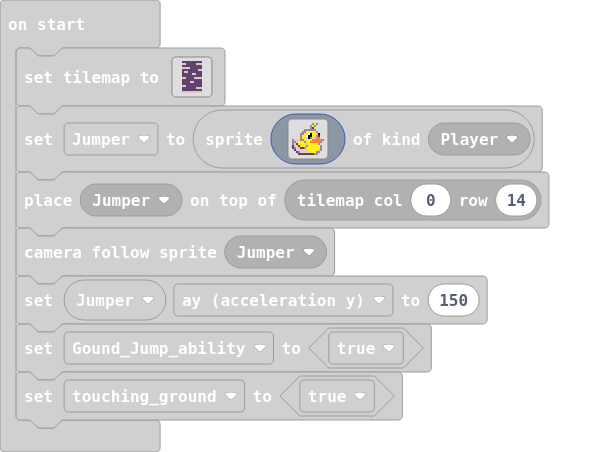 on start
set tilemap to
set Jumper to sprite of kind Player
place Jumper on top of tilemap col 0 row 14
camera follow sprite Jumper
set Jumper ay (acceleration y) to 150
set Gound_Jump_ability to true
set touching_ground to true